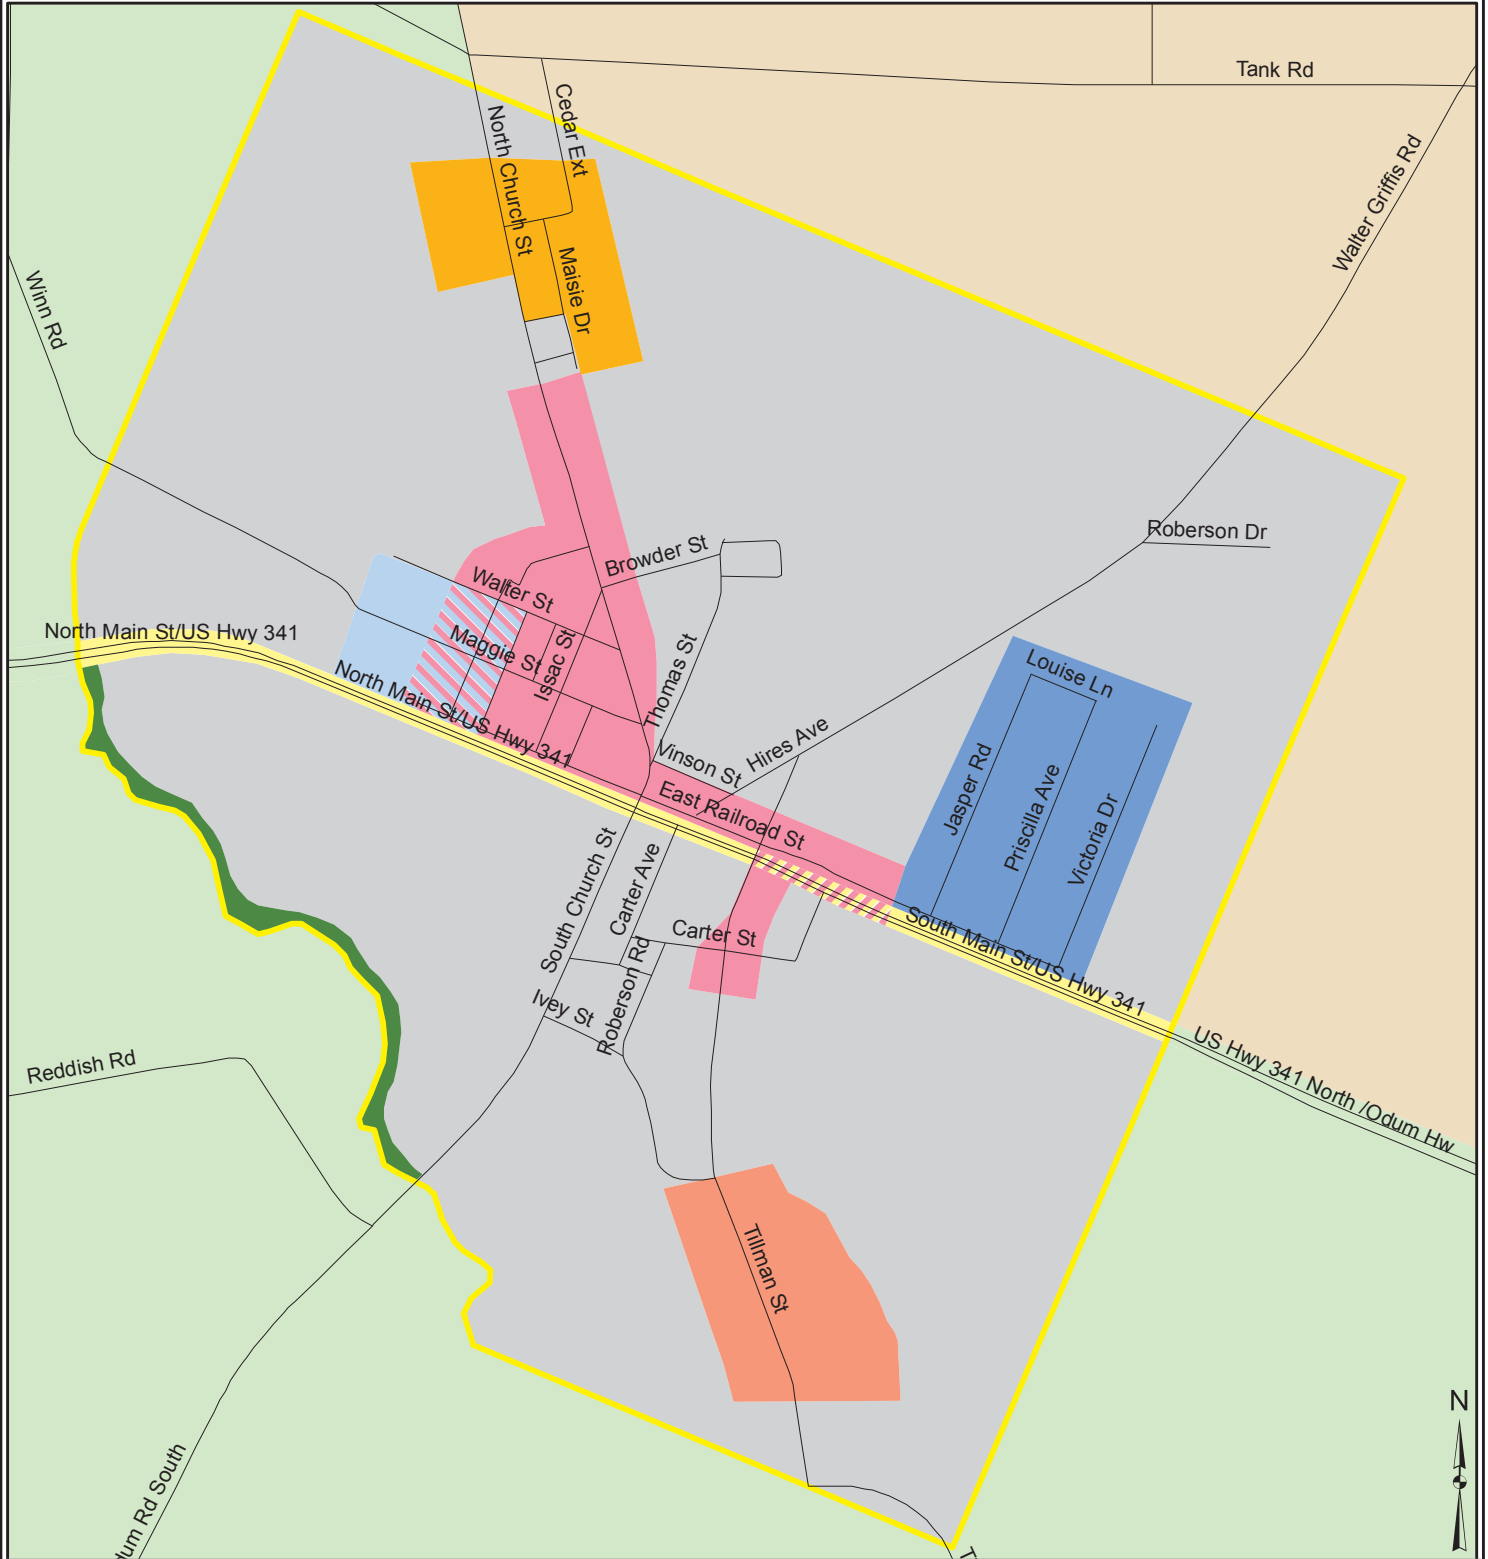 Tank Rd
Cedar Ext
North Church St
Walter Griffis Rd
Maisie Dr
Winn Rd
Roberson Dr
Browder St
Walter St
North Main St/US Hwy 341
Maggie St
Issac St
Thomas St
Louise Ln
North Main St/US Hwy 341
Vinson St
Hires Ave
Jasper Rd
Priscilla Ave
Victoria Dr
East Railroad St
South Church St
Carter Ave
Carter St
South Main St/US Hwy 341
Roberson Rd
Ivey St
US Hwy 341 North /Odum Hw
Reddish Rd
Tillman St
N
dum Rd South
T